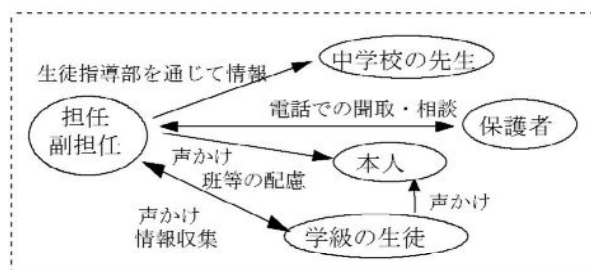 中学校の先生
生徒指導部を通じて情報
電話での聞取・相談
担任
副担任
保護者
声かけ
班等の配慮
本人
声かけ
声かけ
情報収集
学級の生徒